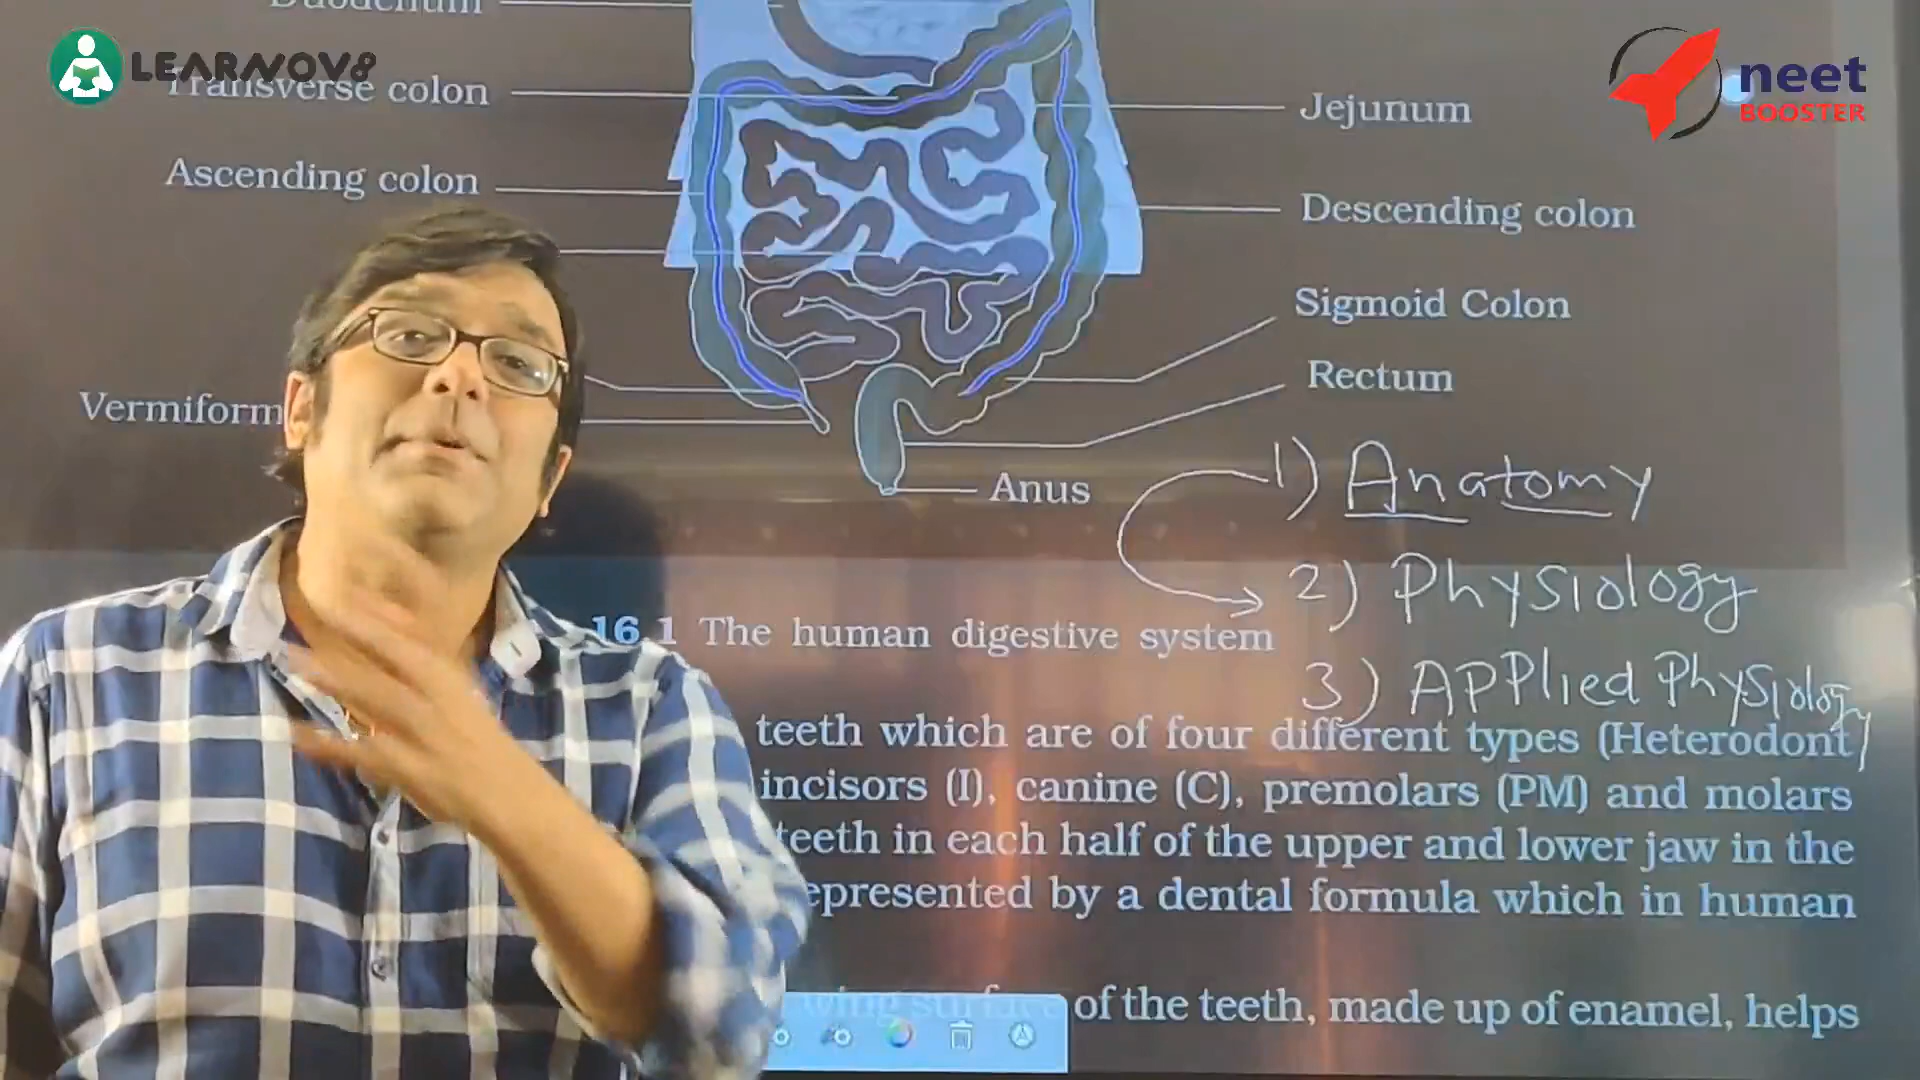 Duodenum
LEARNOV8
neet
BOOSTER
Transverse colon
Jejunum
Ascending colon
Descending colon
Sigmoid Colon
Rectum
Vermiform
Anus
1) Anatomy
2) Physiology
3) Applied Physiology
16.1 The human digestive system
teeth which are of four different types (Heterodont
incisors (I), canine (C), premolars (PM) and molars
teeth in each half of the upper and lower jaw in the
epresented by a dental formula which in human
wing surface of the teeth, made up of enamel, helps